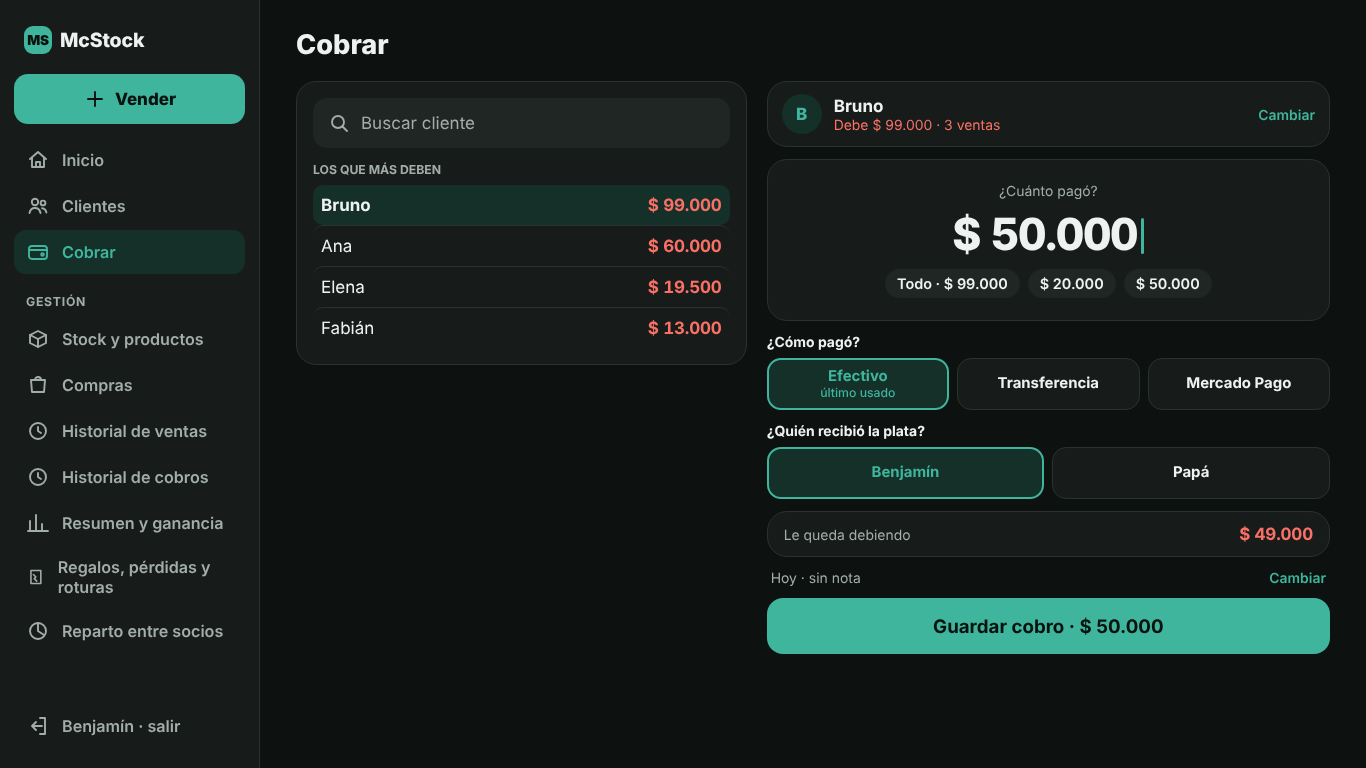 MS McStock
+ Vender
Inicio
Clientes
Cobrar
GESTIÓN
Stock y productos
Compras
Historial de ventas
Historial de cobros
Resumen y ganancia
Regalos, pérdidas y
roturas
Reparto entre socios
Benjamín · salir
Cobrar
Buscar cliente
LOS QUE MÁS DEBEN
Bruno $ 99.000
Ana $ 60.000
Elena $ 19.500
Fabián $ 13.000
B Bruno
Debe $ 99.000 · 3 ventas
Cambiar
¿Cuánto pagó?
$ 50.000
Todo · $ 99.000 $ 20.000 $ 50.000
¿Cómo pagó?
Efectivo
último usado
Transferencia
Mercado Pago
¿Quién recibió la plata?
Benjamín Papá
Le queda debiendo $ 49.000
Hoy · sin nota Cambiar
Guardar cobro · $ 50.000